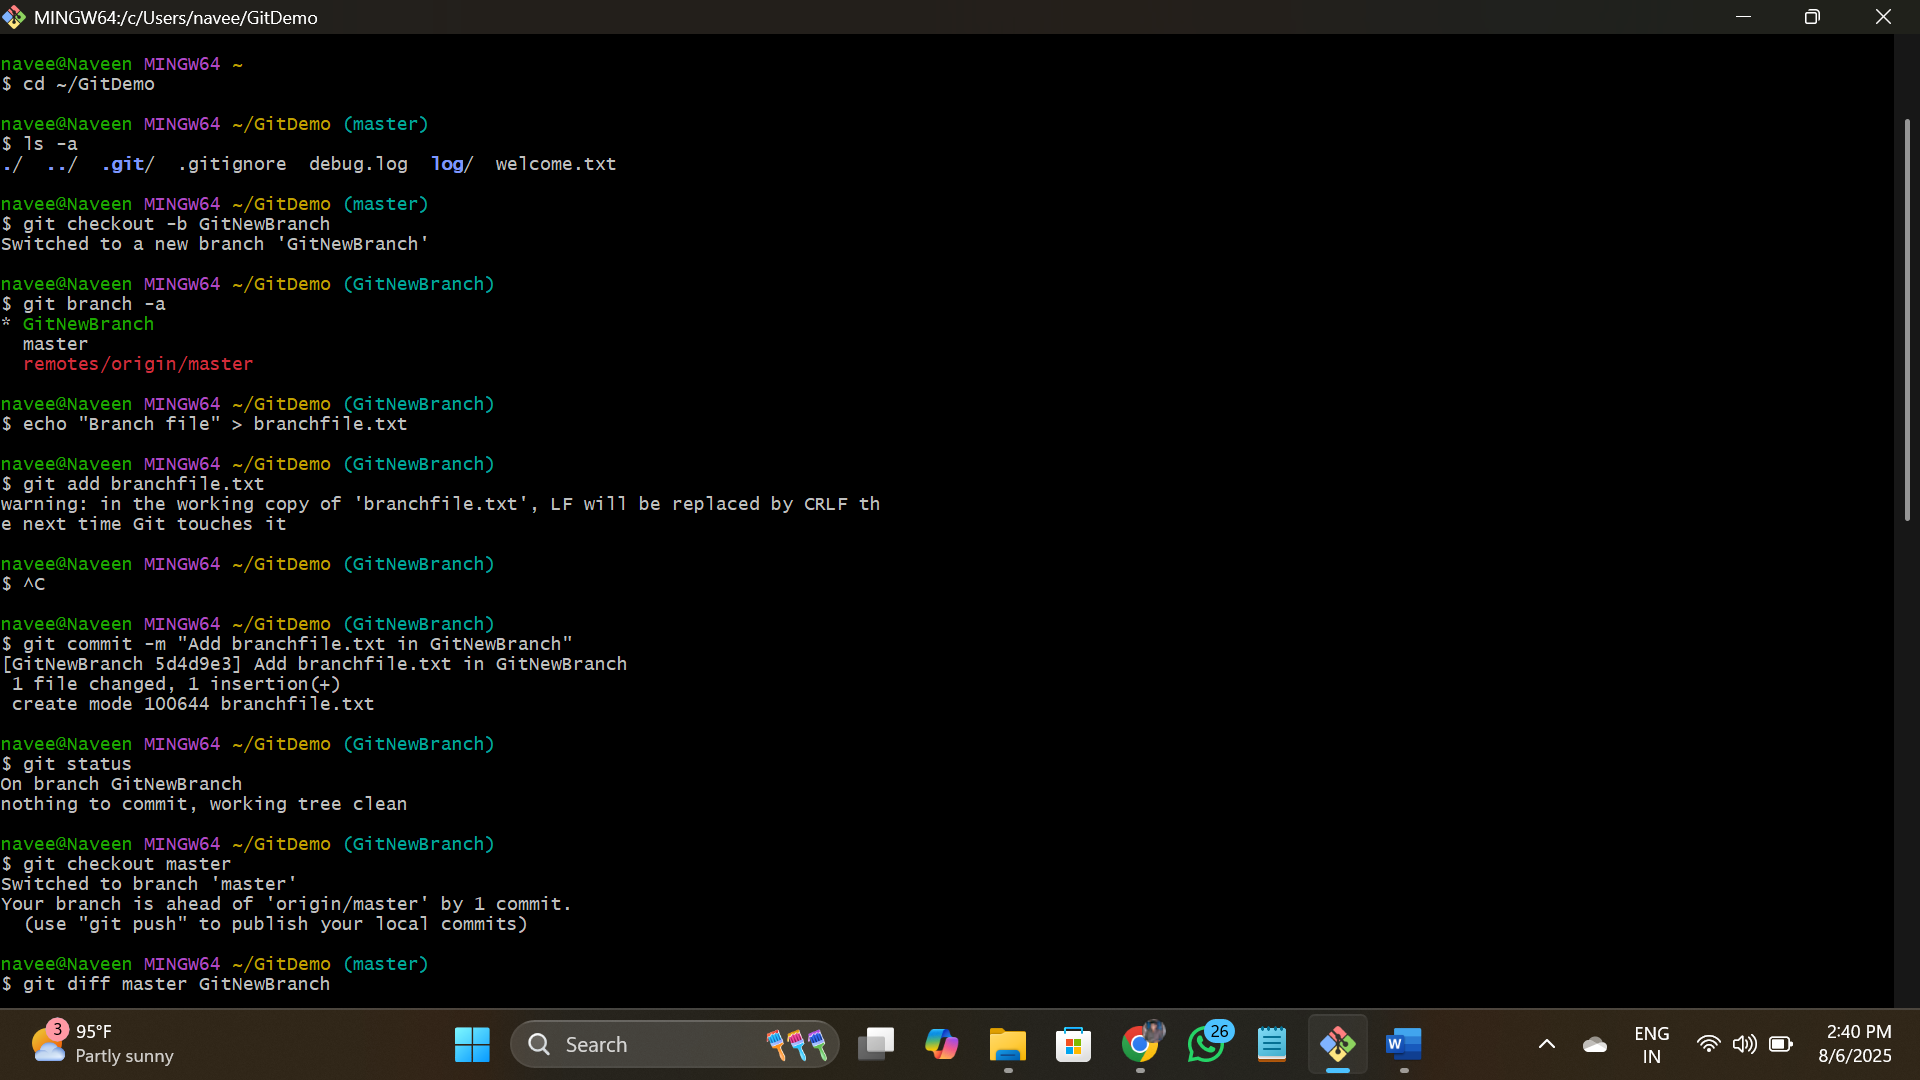 MINGW64:/c/Users/navee/GitDemo
navee@Naveen MINGW64 ~
$ cd ~/GitDemo
navee@Naveen MINGW64 ~/GitDemo (master)
$ ls -a
./  ../  .git/  .gitignore  debug.log  log/  welcome.txt
navee@Naveen MINGW64 ~/GitDemo (master)
$ git checkout -b GitNewBranch
Switched to a new branch 'GitNewBranch'
navee@Naveen MINGW64 ~/GitDemo (GitNewBranch)
$ git branch -a
* GitNewBranch
  master
  remotes/origin/master
navee@Naveen MINGW64 ~/GitDemo (GitNewBranch)
$ echo "Branch file" > branchfile.txt
navee@Naveen MINGW64 ~/GitDemo (GitNewBranch)
$ git add branchfile.txt
warning: in the working copy of 'branchfile.txt', LF will be replaced by CRLF th
e next time Git touches it
navee@Naveen MINGW64 ~/GitDemo (GitNewBranch)
$ ^C
navee@Naveen MINGW64 ~/GitDemo (GitNewBranch)
$ git commit -m "Add branchfile.txt in GitNewBranch"
[GitNewBranch 5d4d9e3] Add branchfile.txt in GitNewBranch
 1 file changed, 1 insertion(+)
 create mode 100644 branchfile.txt
navee@Naveen MINGW64 ~/GitDemo (GitNewBranch)
$ git status
On branch GitNewBranch
nothing to commit, working tree clean
navee@Naveen MINGW64 ~/GitDemo (GitNewBranch)
$ git checkout master
Switched to branch 'master'
Your branch is ahead of 'origin/master' by 1 commit.
  (use "git push" to publish your local commits)
navee@Naveen MINGW64 ~/GitDemo (master)
$ git diff master GitNewBranch
3
95°F
Partly sunny
Search
26
W
ENG
IN
2:40 PM
8/6/2025